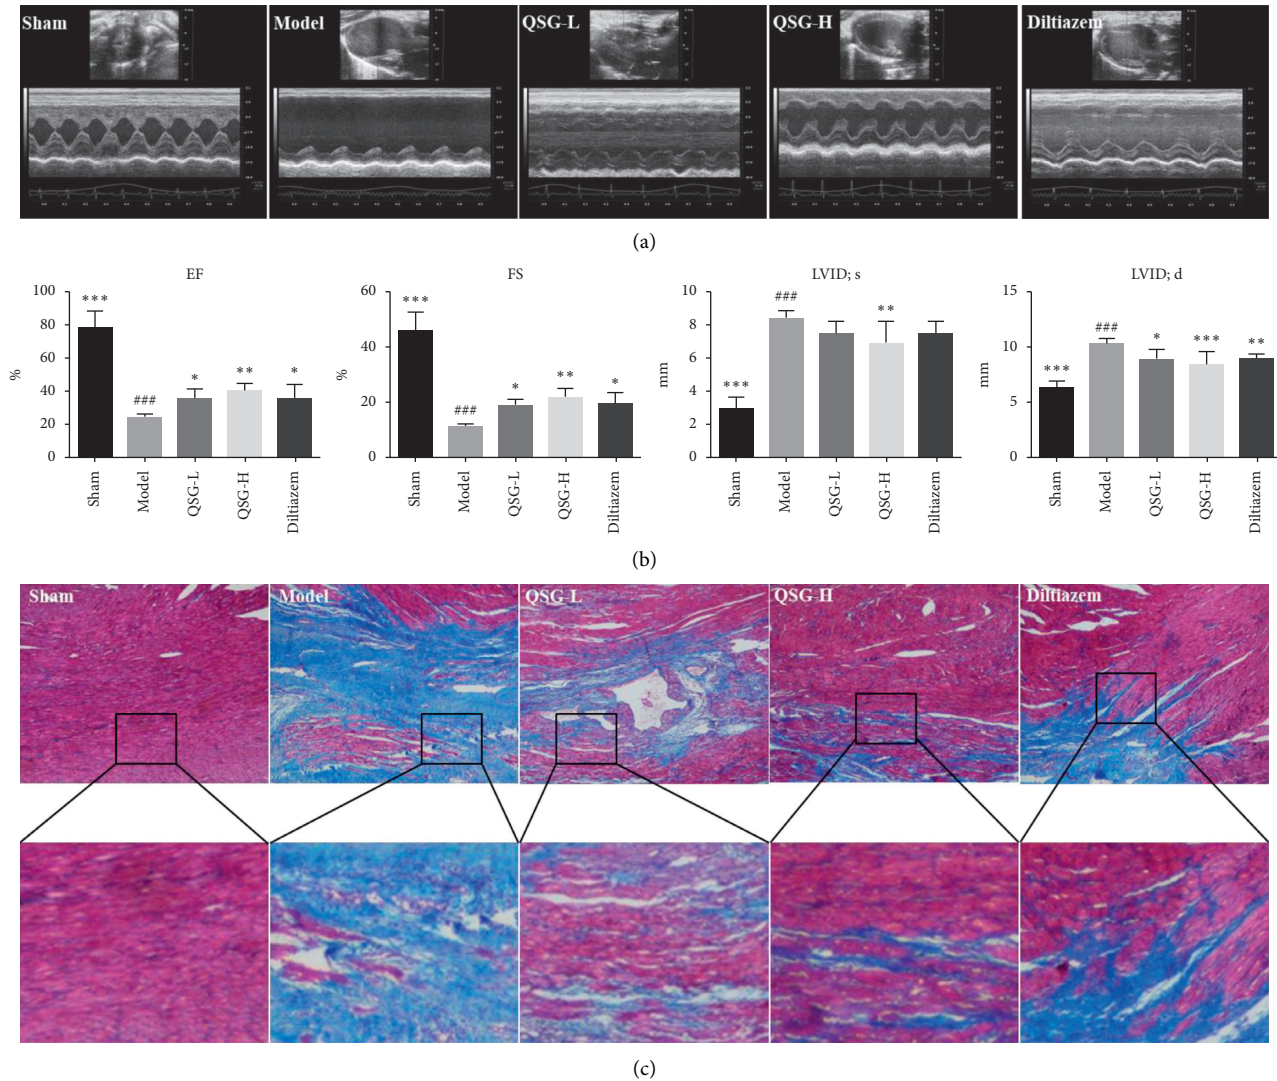 Sham
Model
QSG-L
QSG-H
Diltiazem
(a)
EF
%
100
80
60
40
20
0
***
###
*
**
*
Sham
Model
QSG-L
QSG-H
Diltiazem
FS
%
60
40
20
0
***
###
*
**
*
Sham
Model
QSG-L
QSG-H
Diltiazem
LVID; s
mm
10
8
6
4
2
0
***
###
**
Sham
Model
QSG-L
QSG-H
Diltiazem
LVID; d
mm
15
10
5
0
***
###
*
***
**
Sham
Model
QSG-L
QSG-H
Diltiazem
(b)
Sham
Model
QSG-L
QSG-H
Diltiazem
(c)